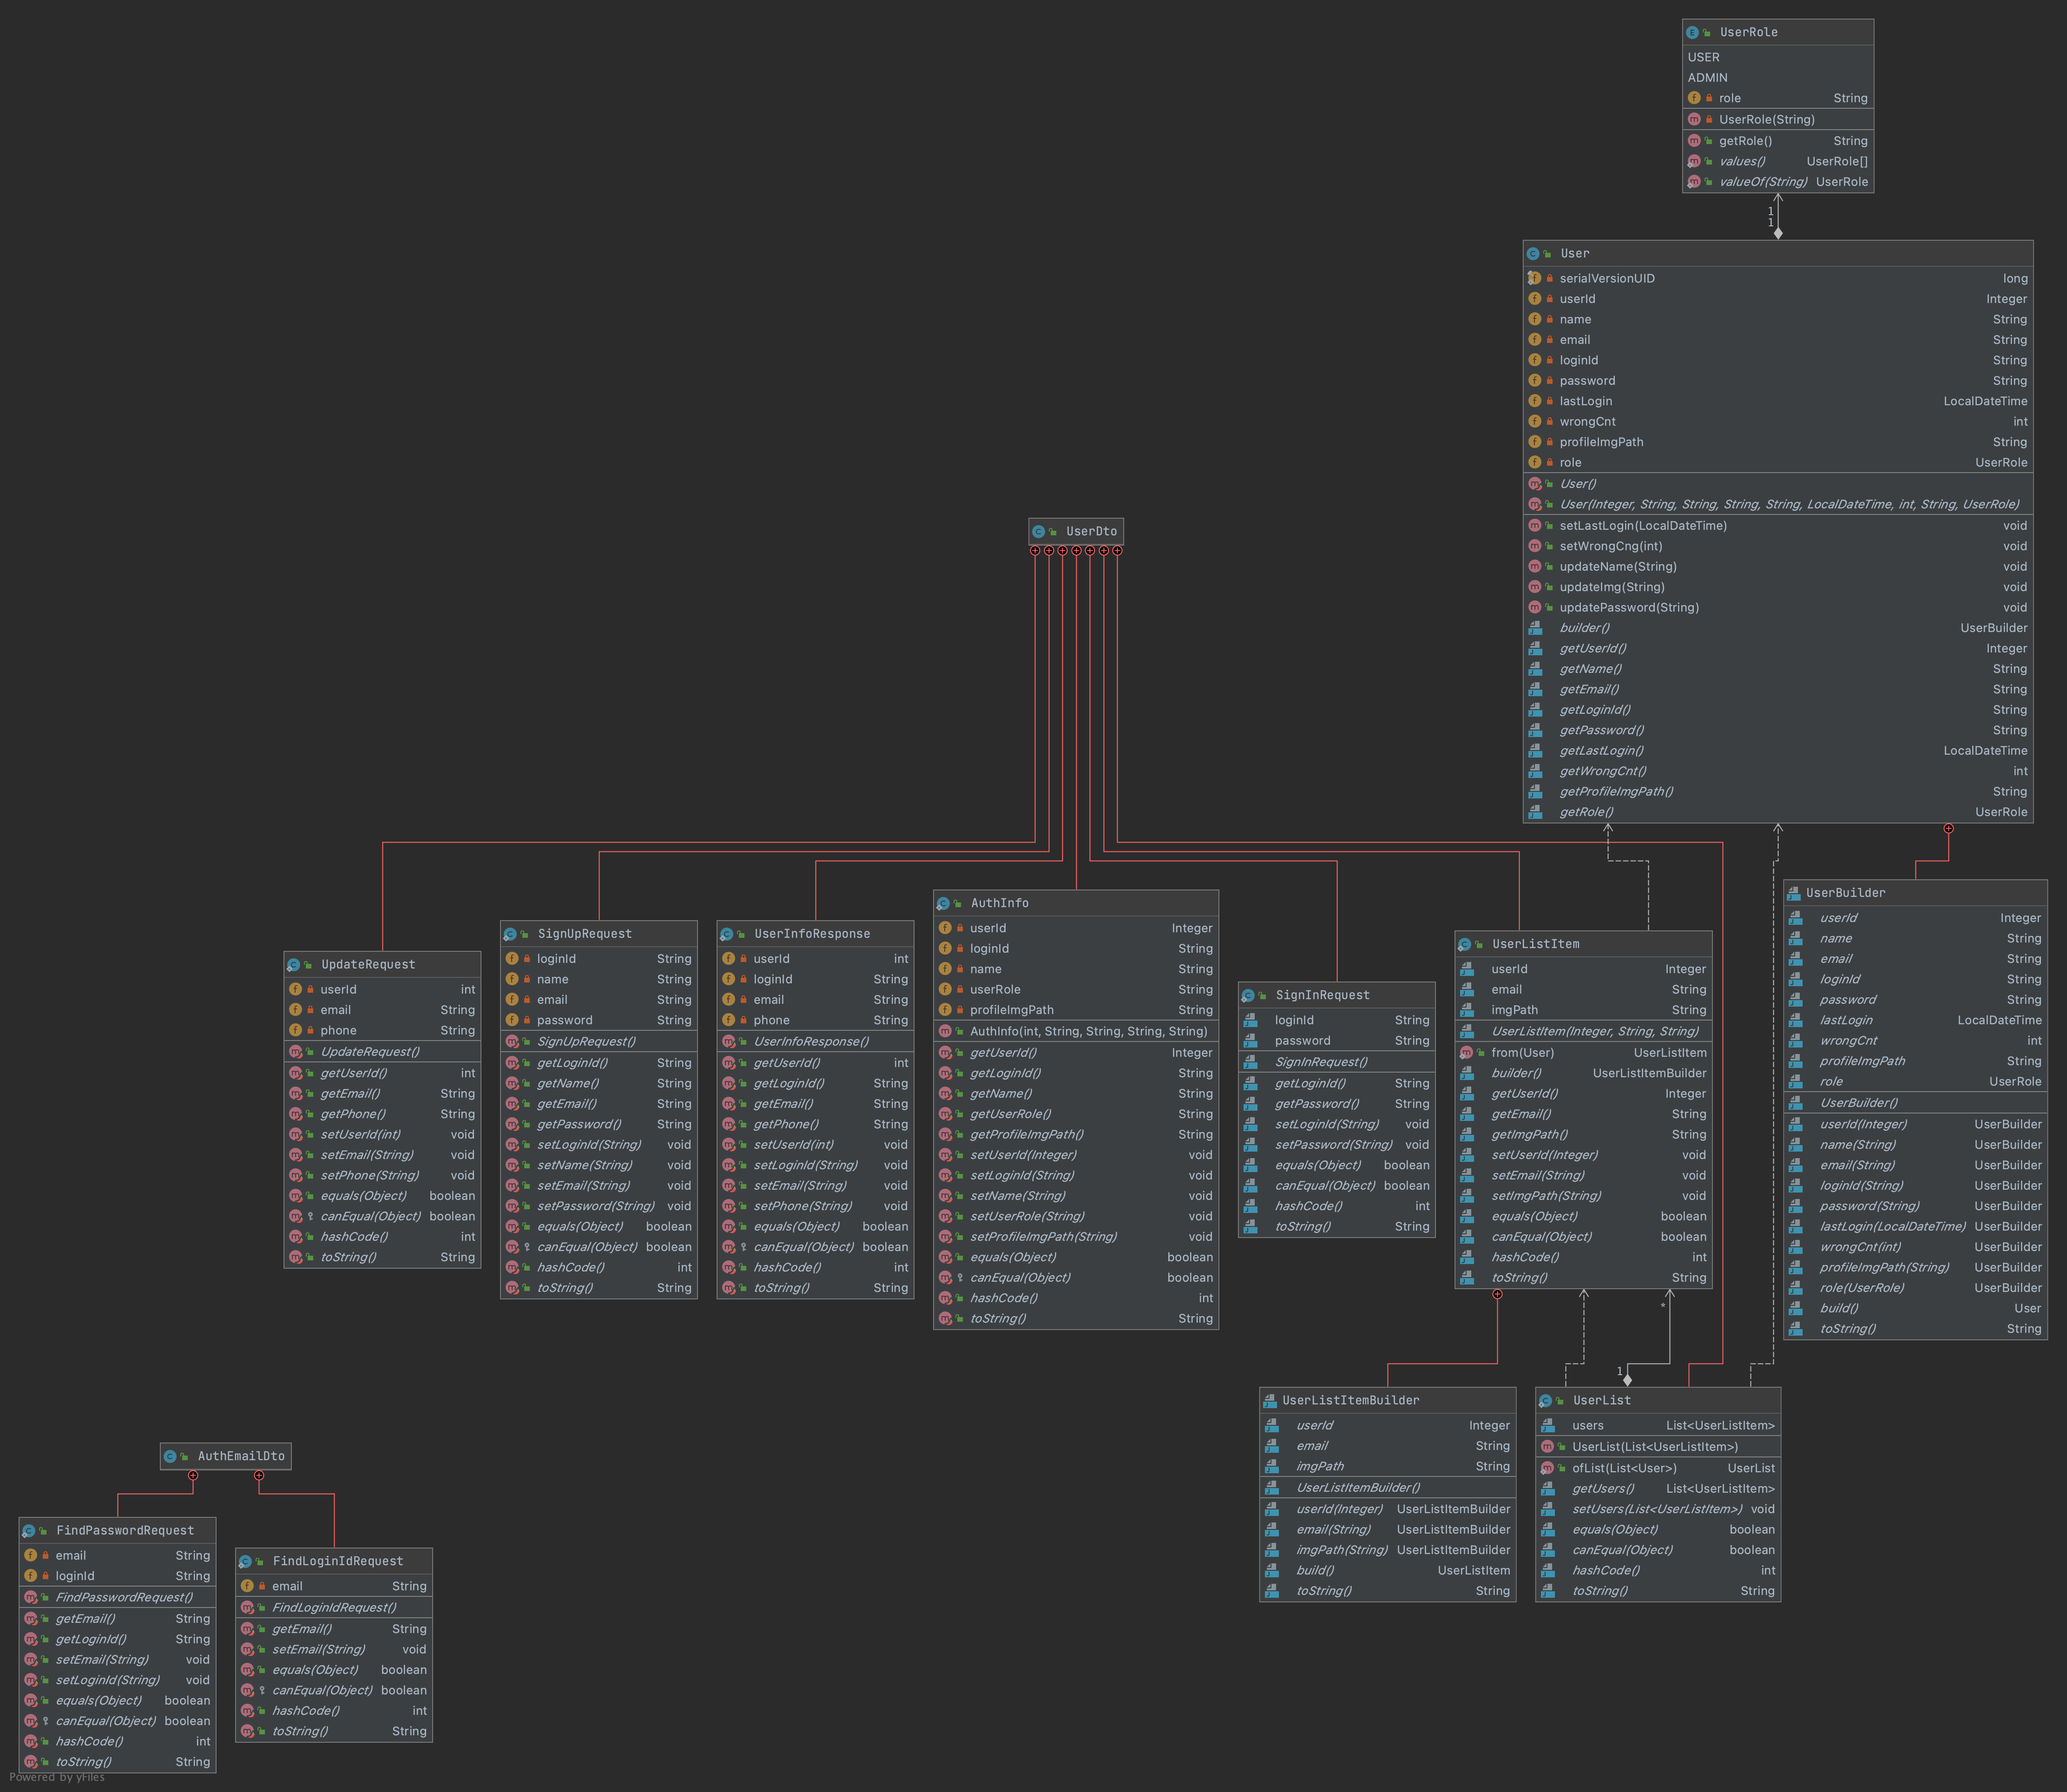 UserRole
USER
ADMIN
role String
UserRole(String)
getRole() String
values() UserRole[]
valueOf(String) UserRole
1
1
User
serialVersionUID long
userId Integer
name String
email String
loginId String
password String
lastLogin LocalDateTime
wrongCnt int
profileImgPath String
role UserRole
User()
User(Integer, String, String, String, String, LocalDateTime, int, String, UserRole)
setLastLogin(LocalDateTime) void
setWrongCng(int) void
updateName(String) void
updateImg(String) void
updatePassword(String) void
builder() UserBuilder
getUserId() Integer
getName() String
getEmail() String
getLoginId() String
getPassword() String
getLastLogin() LocalDateTime
getWrongCnt() int
getProfileImgPath() String
getRole() UserRole
UserDto
UpdateRequest
userId int
email String
phone String
UpdateRequest()
getUserId() int
getEmail() String
getPhone() String
setUserId(int) void
setEmail(String) void
setPhone(String) void
equals(Object) boolean
canEqual(Object) boolean
hashCode() int
toString() String
SignUpRequest
loginId String
name String
email String
password String
SignUpRequest()
getLoginId() String
getName() String
getEmail() String
getPassword() String
setLoginId(String) void
setName(String) void
setEmail(String) void
setPassword(String) void
equals(Object) boolean
canEqual(Object) boolean
hashCode() int
toString() String
UserInfoResponse
userId int
loginId String
email String
phone String
UserInfoResponse()
getUserId() int
getLoginId() String
getEmail() String
getPhone() String
setUserId(int) void
setLoginId(String) void
setEmail(String) void
setPhone(String) void
equals(Object) boolean
canEqual(Object) boolean
hashCode() int
toString() String
AuthInfo
userId Integer
loginId String
name String
userRole String
profileImgPath String
AuthInfo(int, String, String, String, String)
getUserId() Integer
getLoginId() String
getName() String
getUserRole() String
getProfileImgPath() String
setUserId(Integer) void
setLoginId(String) void
setName(String) void
setUserRole(String) void
setProfileImgPath(String) void
equals(Object) boolean
canEqual(Object) boolean
hashCode() int
toString() String
SignInRequest
loginId String
password String
SignInRequest()
getLoginId() String
getPassword() String
setLoginId(String) void
setPassword(String) void
equals(Object) boolean
canEqual(Object) boolean
hashCode() int
toString() String
UserListItem
userId Integer
email String
imgPath String
UserListItem(Integer, String, String)
from(User) UserListItem
builder() UserListItemBuilder
getUserId() Integer
getEmail() String
getImgPath() String
setUserId(Integer) void
setEmail(String) void
setImgPath(String) void
equals(Object) boolean
canEqual(Object) boolean
hashCode() int
toString() String
UserBuilder
userId Integer
name String
email String
loginId String
password String
lastLogin LocalDateTime
wrongCnt int
profileImgPath String
role UserRole
UserBuilder()
userId(Integer) UserBuilder
name(String) UserBuilder
email(String) UserBuilder
loginId(String) UserBuilder
password(String) UserBuilder
lastLogin(LocalDateTime) UserBuilder
wrongCnt(int) UserBuilder
profileImgPath(String) UserBuilder
role(UserRole) UserBuilder
build() User
toString() String
*
1
UserListItemBuilder
userId Integer
email String
imgPath String
UserListItemBuilder()
userId(Integer) UserListItemBuilder
email(String) UserListItemBuilder
imgPath(String) UserListItemBuilder
build() UserListItem
toString() String
UserList
users List<UserListItem>
UserList(List<UserListItem>)
ofList(List<User>) UserList
getUsers() List<UserListItem>
setUsers(List<UserListItem>) void
equals(Object) boolean
canEqual(Object) boolean
hashCode() int
toString() String
AuthEmailDto
FindPasswordRequest
email String
loginId String
FindPasswordRequest()
getEmail() String
getLoginId() String
setEmail(String) void
setLoginId(String) void
equals(Object) boolean
canEqual(Object) boolean
hashCode() int
toString() String
FindLoginIdRequest
email String
FindLoginIdRequest()
getEmail() String
setEmail(String) void
equals(Object) boolean
canEqual(Object) boolean
hashCode() int
toString() String
Powered by yFiles